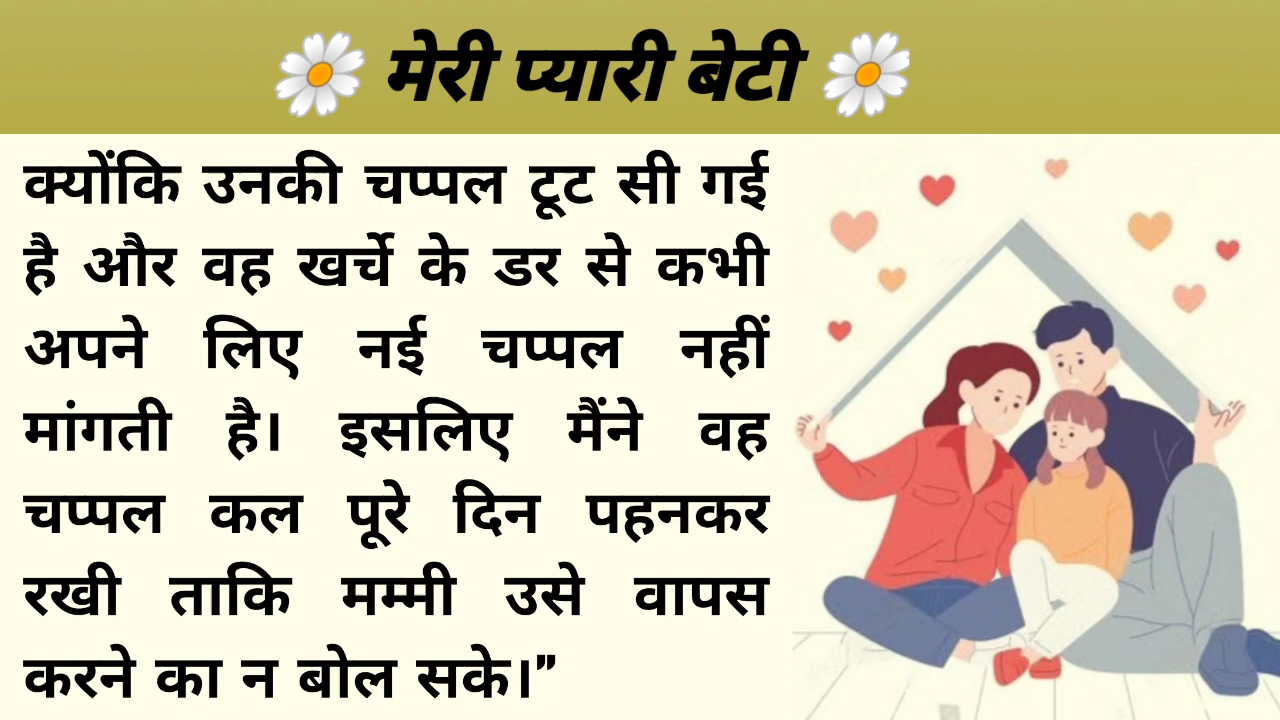 मेरी प्यारी बेटी
क्योंकि उनकी चप्पल टूट सी गई
है और वह खर्चे के डर से कभी
अपने लिए नई चप्पल नहीं
मांगती है। इसलिए मैंने वह
चप्पल कल पूरे दिन पहनकर
रखी ताकि मम्मी उसे वापस
करने का न बोल सके।”